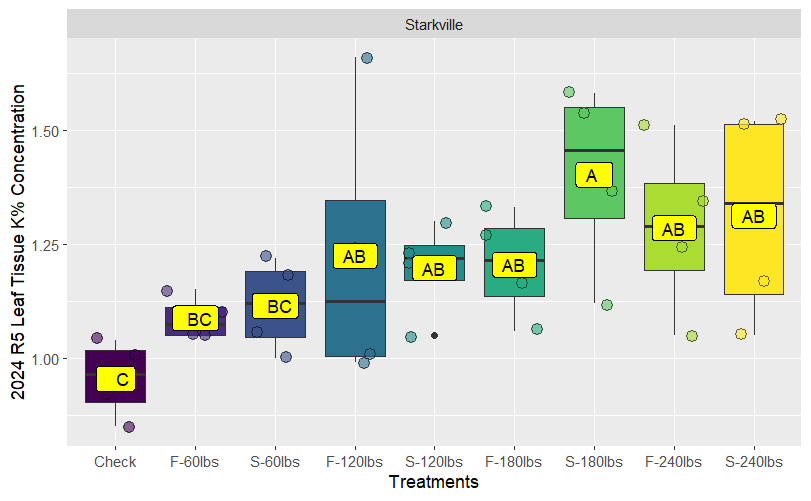 Starkville
2024 R5 Leaf Tissue K% Concentration
1.50
1.25
1.00
C
BC
BC
AB
AB
AB
A
AB
AB
Check F-60lbs S-60lbs F-120lbs S-120lbs F-180lbs S-180lbs F-240lbs S-240lbs
Treatments